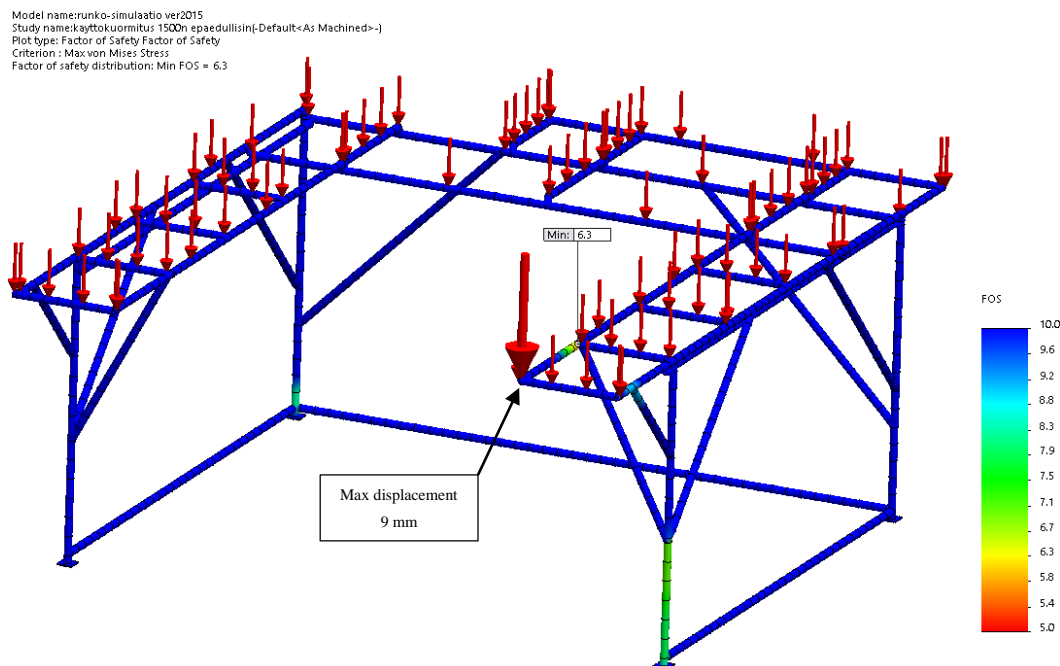 Model name:runko-simulaatio ver2015
Study name:kayttokuormitus 1500n epaedullisin(-Default<As Machined>-)
Plot type: Factor of Safety Factor of Safety
Criterion : Max von Mises Stress
Factor of safety distribution: Min FOS = 6.3
Min: 6.3
Max displacement
9 mm
FOS
10.0
9.6
9.2
8.8
8.3
7.9
7.5
7.1
6.7
6.3
5.8
5.4
5.0